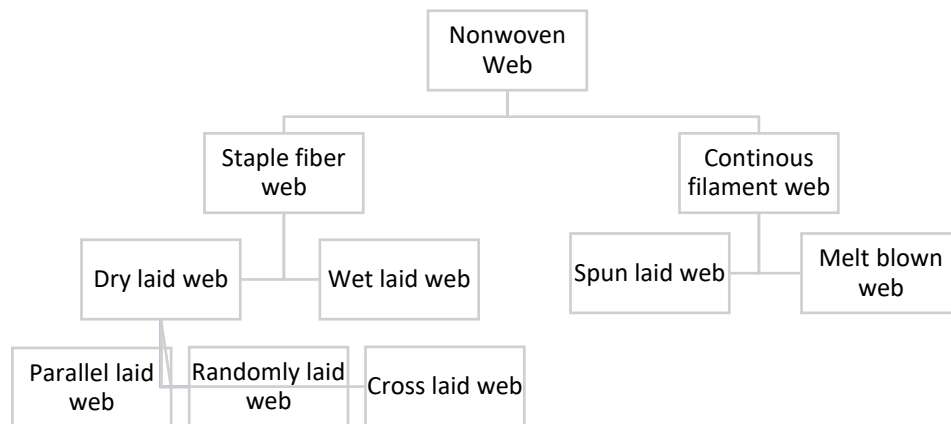 Nonwoven
Web
Staple fiber
web
Continous
filament web
Dry laid web
Wet laid web
Spun laid web
Melt blown
web
Parallel laid
web
Randomly laid
web
Cross laid web